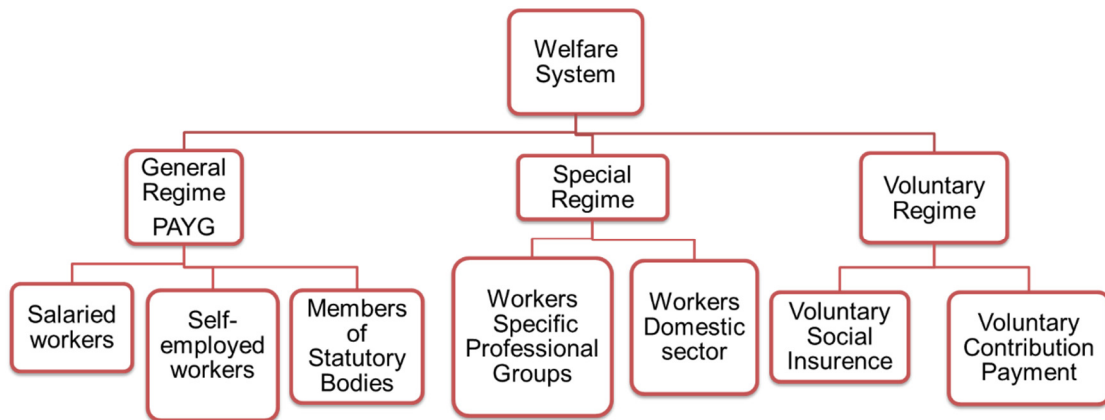 Welfare
System
General
Regime
PAYG
Special
Regime
Voluntary
Regime
Salaried
workers
Self-
employed
workers
Members
of
Statutory
Bodies
Workers
Specific
Professional
Groups
Workers
Domestic
sector
Voluntary
Social
Insurence
Voluntary
Contribution
Payment